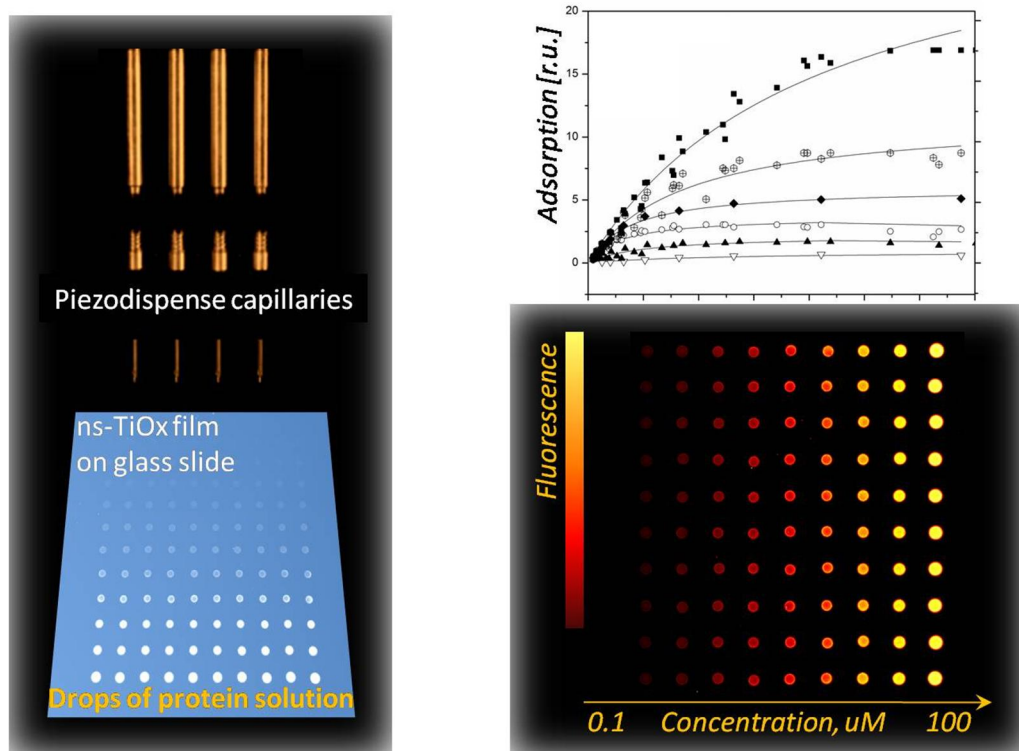 Piezodispense capillaries
ns-TiOx film
on glass slide
Drops of protein solution
20
15
10
5
0
Adsorption [r.u.]
Fluorescence
0.1 Concentration, uM 100